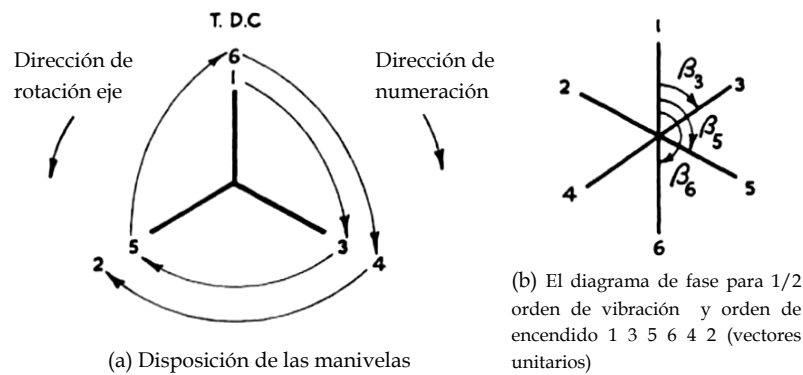 T. D.C
Dirección de
rotación eje
Dirección de
numeración
6
1
5
3
2
4
(a) Disposición de las manivelas
1
2
β3
3
β5
4
β6
5
6
(b) El diagrama de fase para 1/2
orden de vibración y orden de
encendido 1 3 5 6 4 2 (vectores
unitarios)